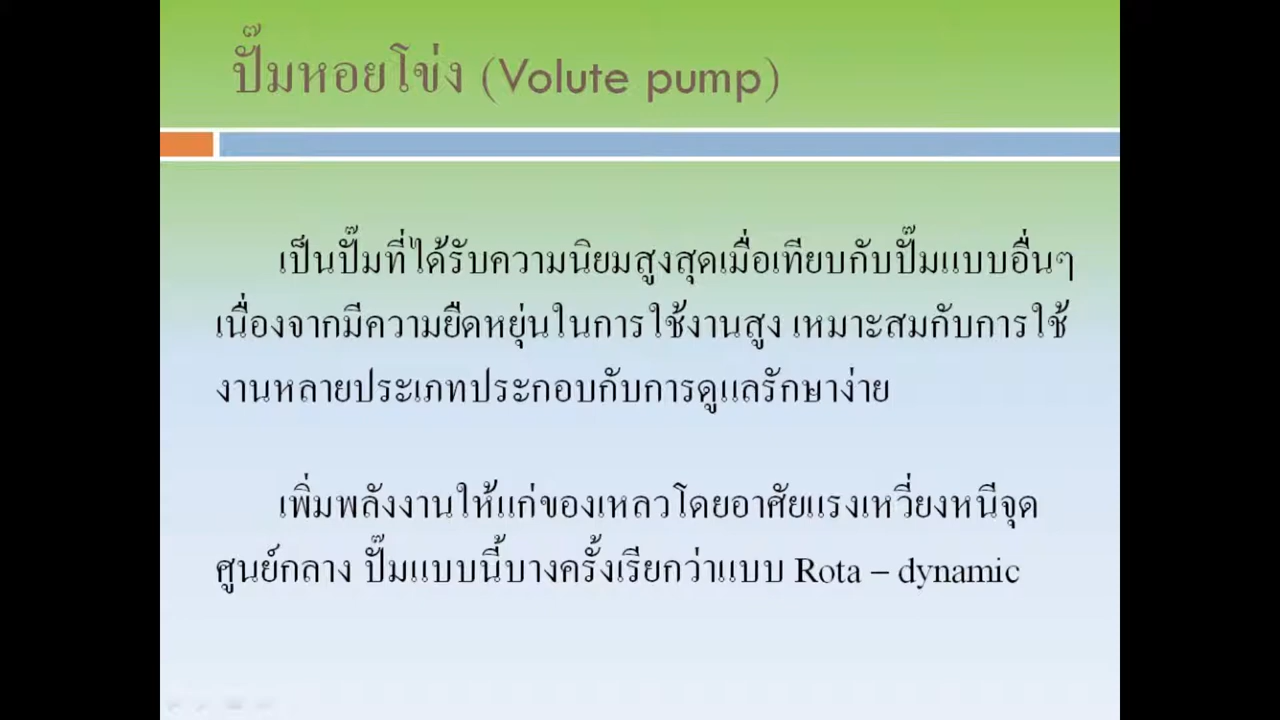 ปั๊มหอยโข่ง (Volute pump)
เป็นปั๊มที่ได้รับความนิยมสูงสุดเมื่อเทียบกับปั๊มแบบอื่นๆ
เนื่องจากมีความยืดหยุ่นในการใช้งานสูง เหมาะสมกับการใช้
งานหลายประเภทประกอบกับการดูแลรักษาง่าย
เพิ่มพลังงานให้แก่ของเหลวโดยอาศัยแรงเหวี่ยงหนีจุด
ศูนย์กลาง ปั๊มแบบนี้บางครั้งเรียกว่าแบบ Rota – dynamic